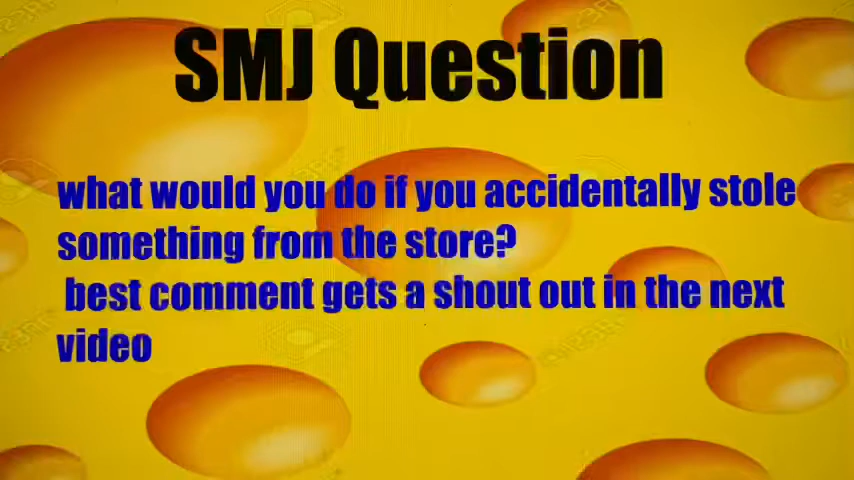 SMJ Question
what would you do if you accidentally stole
something from the store?
best comment gets a shout out in the next
video